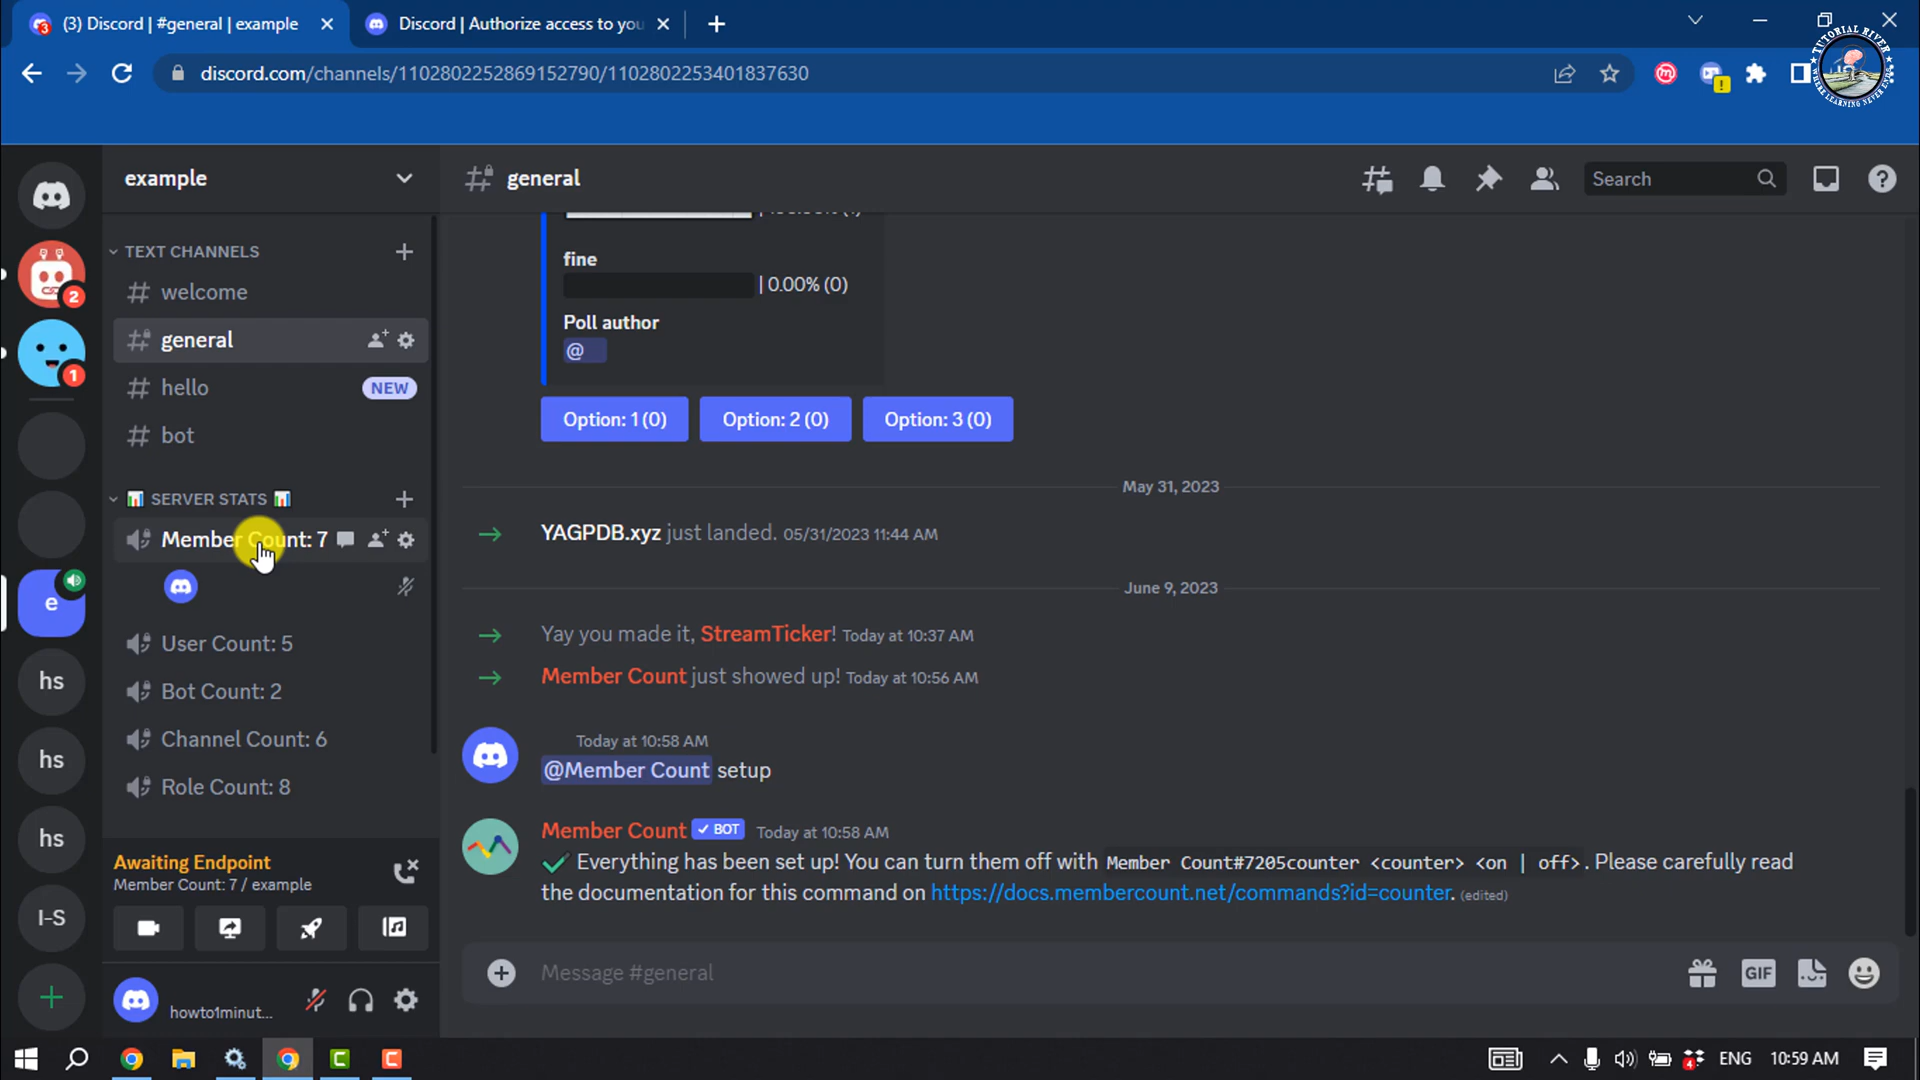 (3) Discord | #general | example
Discord | Authorize access to you
TUTORIAL RIVER
WHERE LEARNING NEVER ENDS
discord.com/channels/1102802252869152790/1102802253401837630
example
general
Search
TEXT CHANNELS
welcome
general
hello NEW
bot
SERVER STATS
Member Count: 7
User Count: 5
Bot Count: 2
Channel Count: 6
Role Count: 8
2
1
e
hs
hs
hs
I-S
Awaiting Endpoint
Member Count: 7 / example
howto1minut...
fine
| 0.00% (0)
Poll author
@
Option: 1 (0) Option: 2 (0) Option: 3 (0)
May 31, 2023
YAGPDB.xyz just landed. 05/31/2023 11:44 AM
June 9, 2023
Yay you made it, StreamTicker! Today at 10:37 AM
Member Count just showed up! Today at 10:56 AM
Today at 10:58 AM
@Member Count setup
Member Count ✓ BOT Today at 10:58 AM
Everything has been set up! You can turn them off with Member Count#7205counter <counter> <on | off>. Please carefully read
the documentation for this command on https://docs.membercount.net/commands?id=counter. (edited)
Message #general
GIF
ENG 10:59 AM